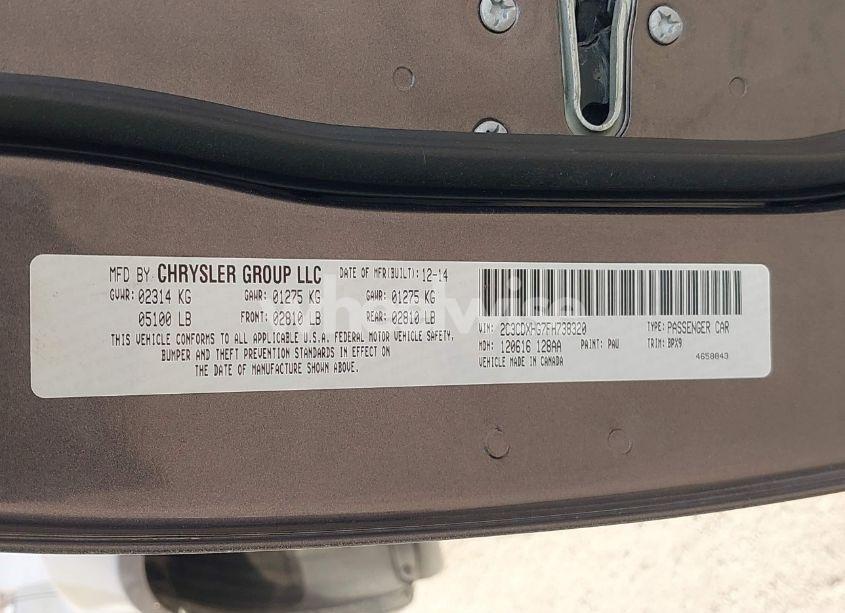 MFD BY CHRYSLER GROUP LLC DATE OF MFR(BUILT): 12-14
GVWR: 02314 KG GAWR: 01275 KG GAWR: 01275 KG
05100 LB FRONT: 02810 LB REAR: 02810 LB
THIS VEHICLE CONFORMS TO ALL APPLICABLE U.S.A. FEDERAL MOTOR VEHICLE SAFETY,
BUMPER AND THEFT PREVENTION STANDARDS IN EFFECT ON
THE DATE OF MANUFACTURE SHOWN ABOVE.
VIN: 2C3CDXHG7FH738320 TYPE: PASSENGER CAR
MDH: 120616 128AA PAINT: PAU TRIM: BPX9
VEHICLE MADE IN CANADA 4658043